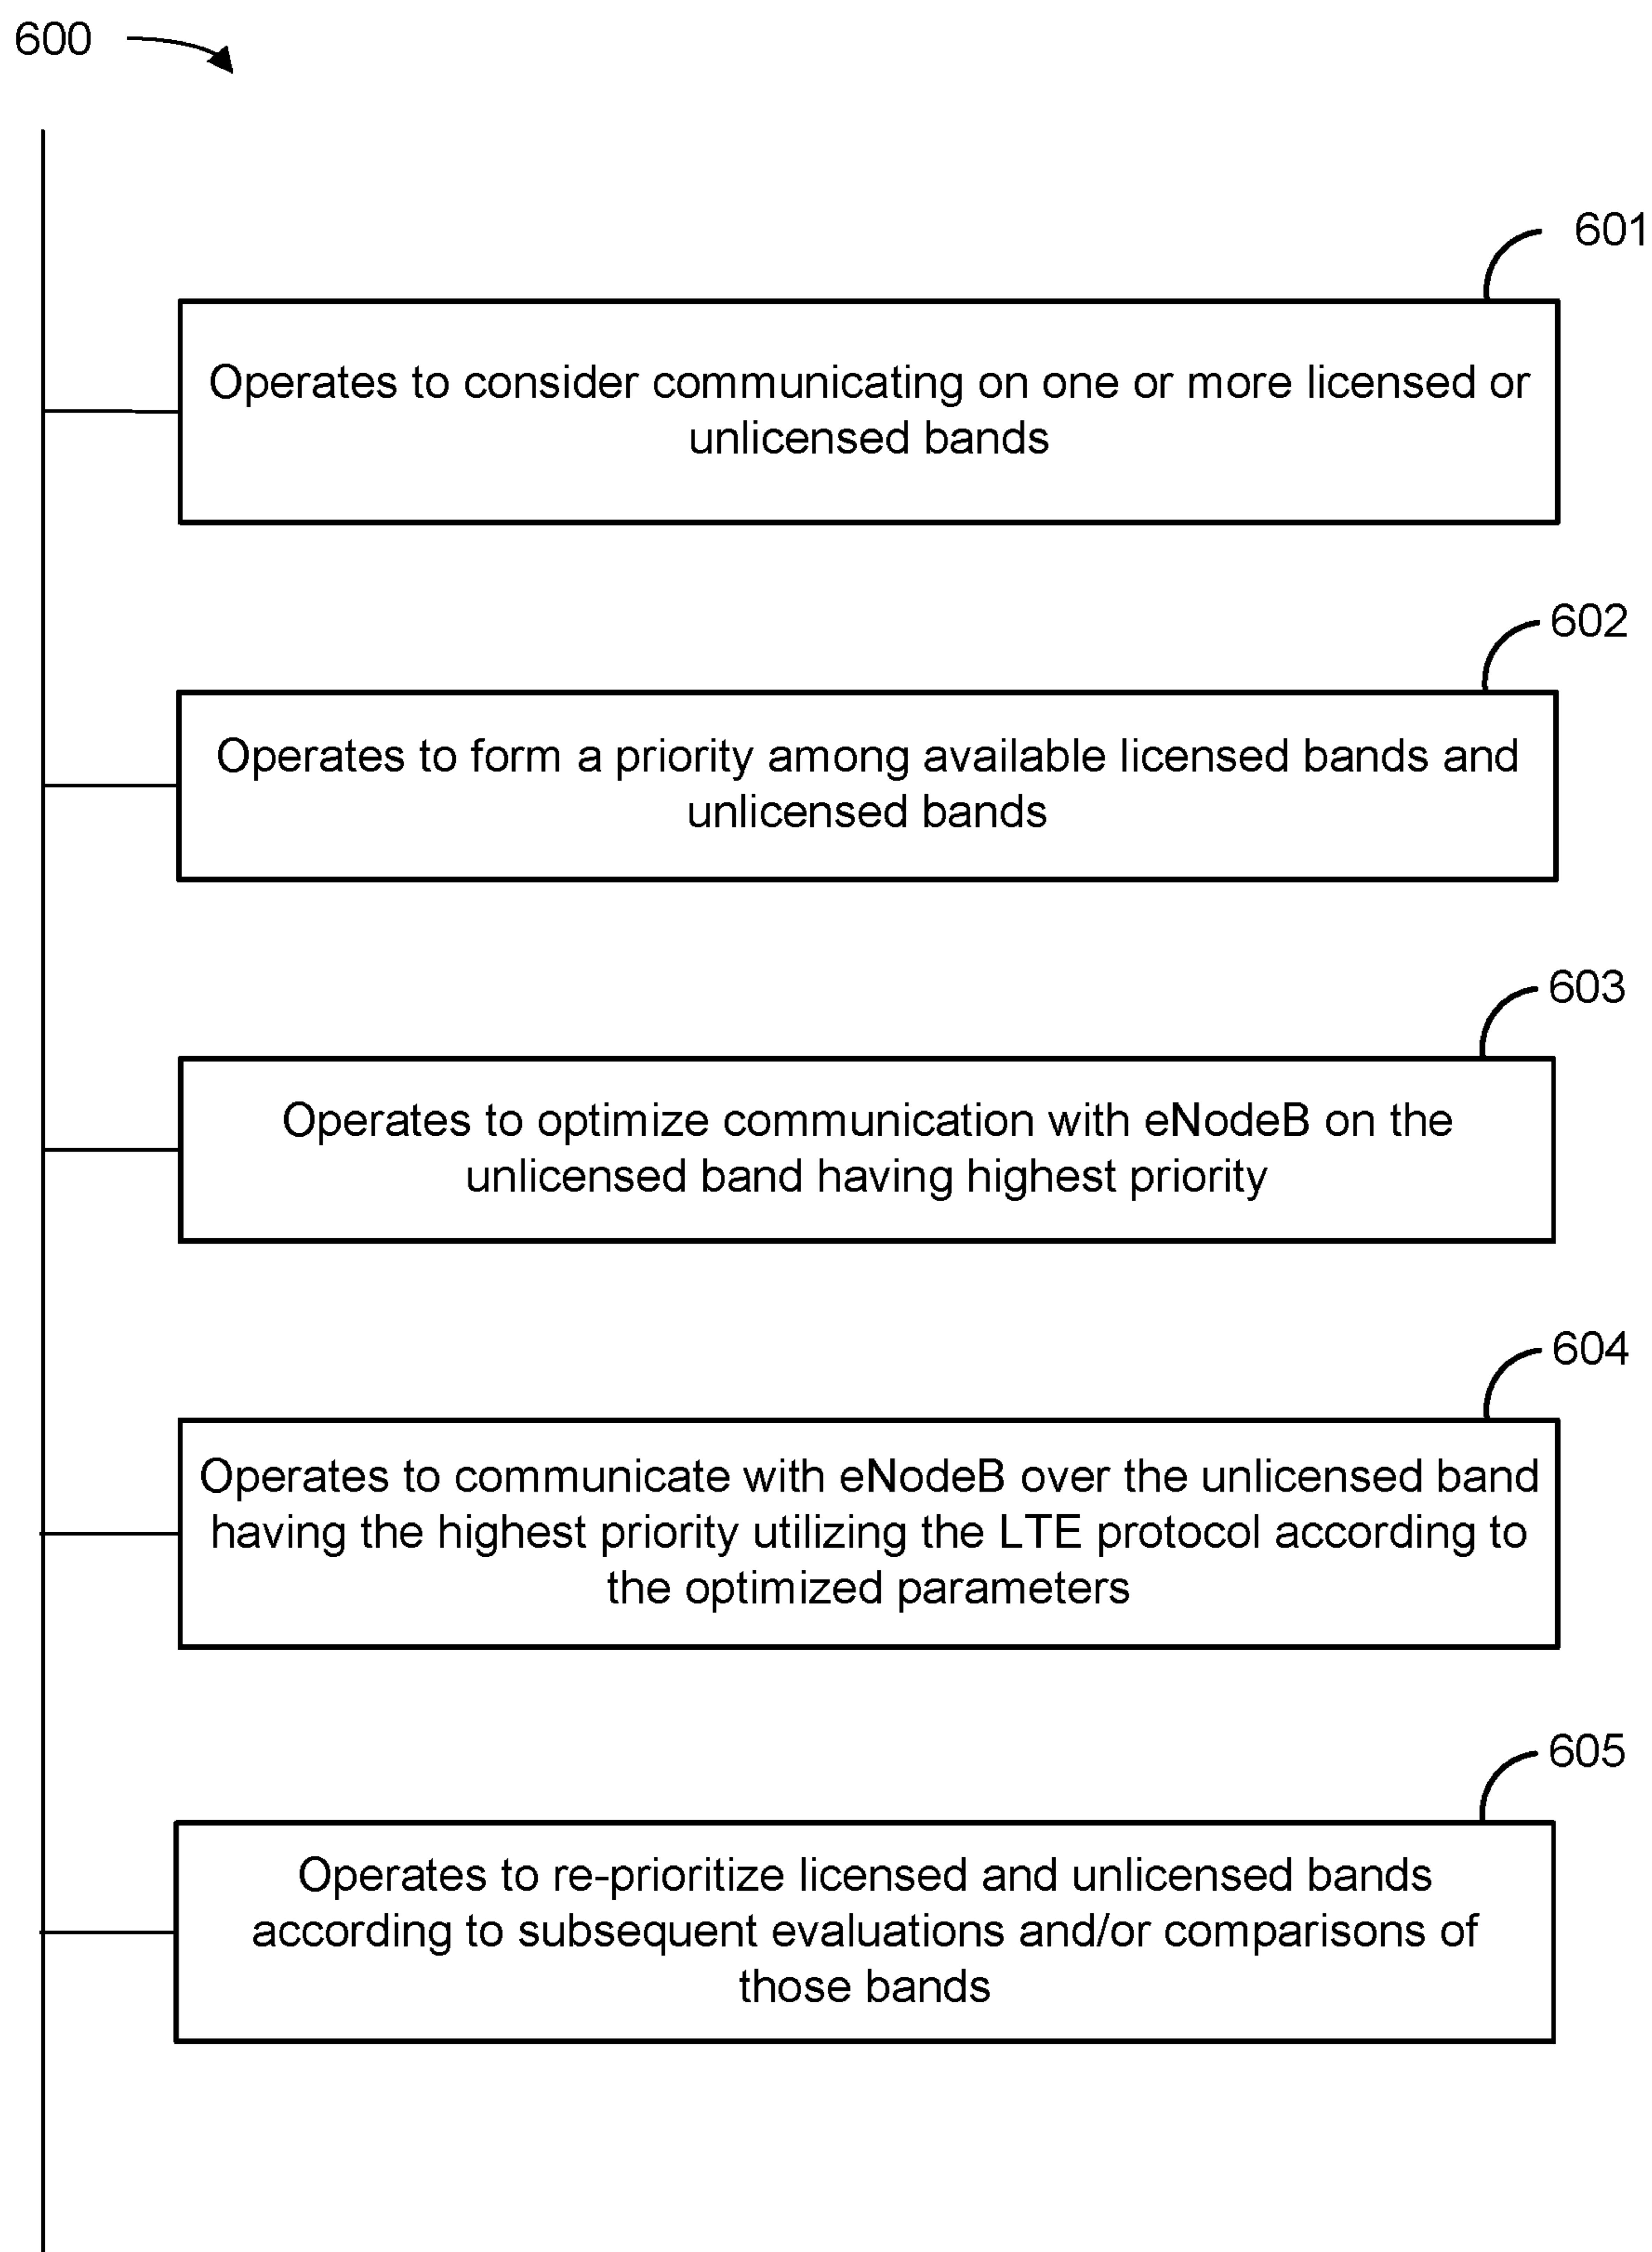 600
601
Operates to consider communicating on one or more licensed or
unlicensed bands
602
Operates to form a priority among available licensed bands and
unlicensed bands
603
Operates to optimize communication with eNodeB on the
unlicensed band having highest priority
604
Operates to communicate with eNodeB over the unlicensed band
having the highest priority utilizing the LTE protocol according to
the optimized parameters
605
Operates to re-prioritize licensed and unlicensed bands
according to subsequent evaluations and/or comparisons of
those bands